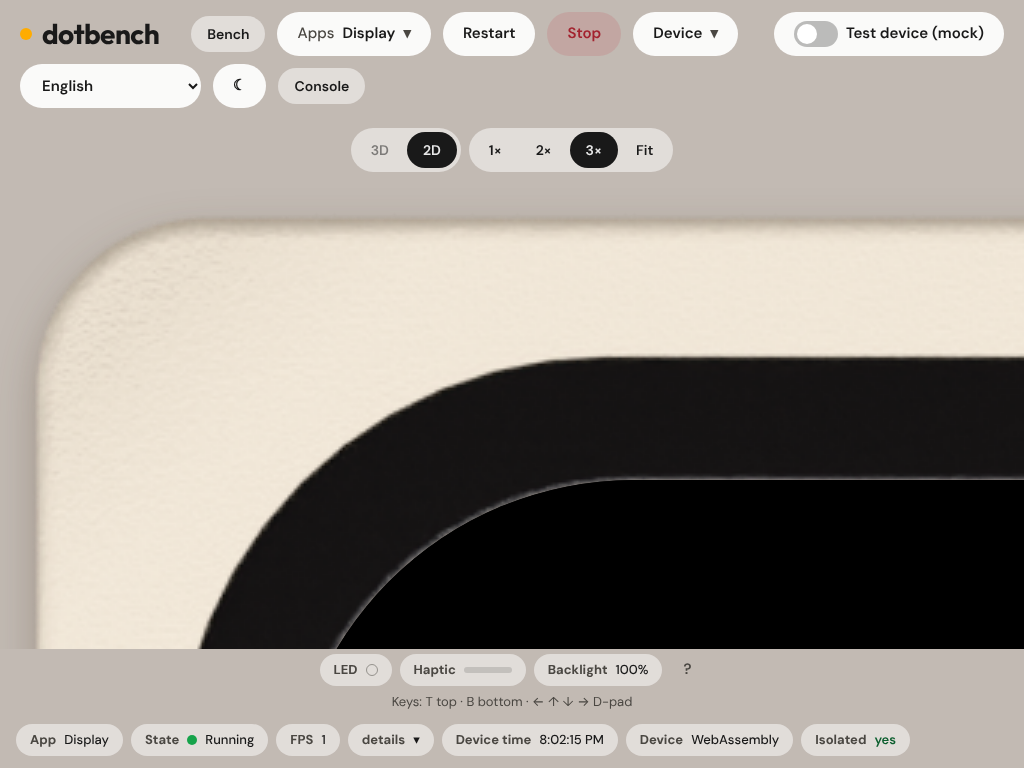 dotbench Bench Apps Display ▾ Restart Stop Device ▾ Test device (mock)
English ☾ Console
3D 2D 1× 2× 3× Fit
LED Haptic Backlight 100% ?
Keys: T top · B bottom · ← ↑ ↓ → D-pad
App Display State Running FPS 1 details ▾ Device time 8:02:15 PM Device WebAssembly Isolated yes